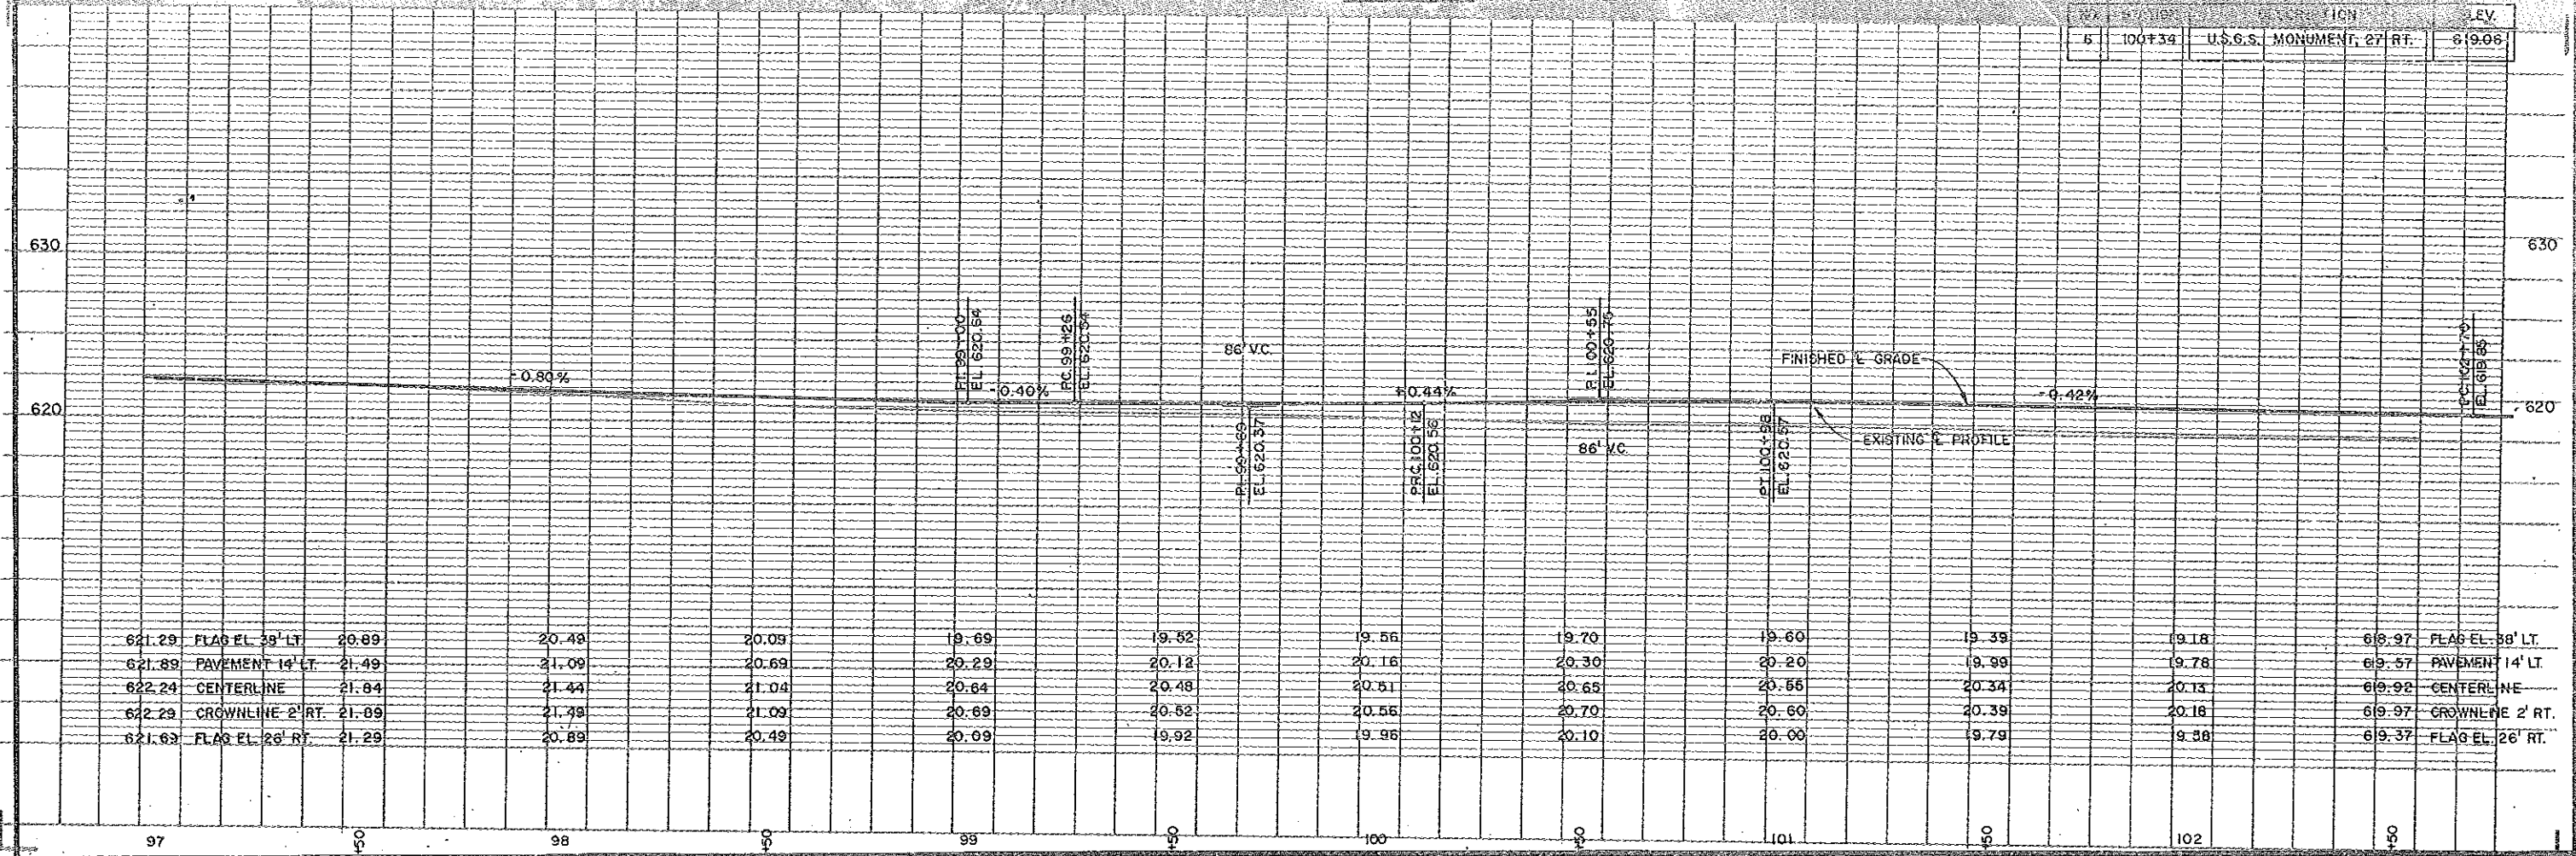 ELEV.
6 100+34 U.S.G.S. MONUMENT, 27' RT. 619.06
630 630
86' V.C.
P.I. 99+00
EL. 620.64
P.C. 99+26
EL. 620.54
P.I. 100+55
EL. 620.75
EL. 619.85
FINISHED ℄ GRADE
-0.80%
-0.40%
+0.44%
-0.42%
620 620
P.I. 99+69
EL. 620.37
P.R.C. 100+12
EL. 620.56
86' V.C.
P.T. 100+98
EL. 620.57
EXISTING ℄ PROFILE
621.29 FLAG EL. 38' LT. 20.89 20.49 20.09 19.69 19.52 19.56 19.70 19.60 19.39 19.18 618.97 FLAG EL. 38' LT.
621.89 PAVEMENT 14' LT. 21.49 21.09 20.69 20.29 20.12 20.16 20.30 20.20 19.99 19.78 619.57 PAVEMENT 14' LT.
622.24 CENTERLINE 21.84 21.44 21.04 20.64 20.48 20.51 20.65 20.55 20.34 20.13 619.92 CENTERLINE
622.29 CROWNLINE 2' RT. 21.89 21.49 21.09 20.69 20.52 20.56 20.70 20.60 20.39 20.18 619.97 CROWNLINE 2' RT.
621.69 FLAG EL. 26' RT. 21.29 20.89 20.49 20.09 19.92 19.96 20.10 20.00 19.79 19.58 619.37 FLAG EL. 26' RT.
97 +50 98 +50 99 +50 100 +50 101 +50 102 +50